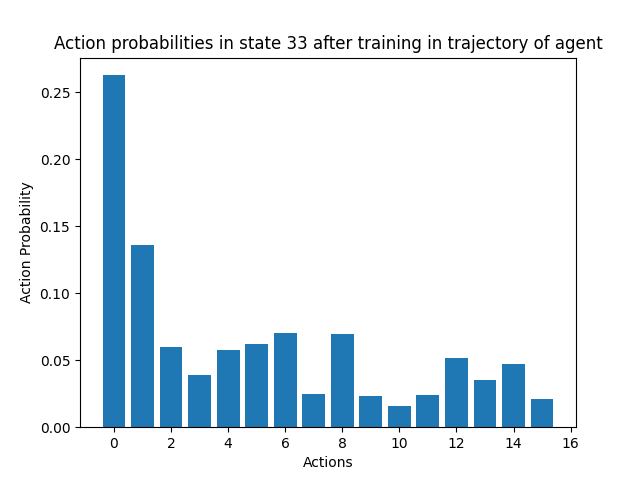 Action probabilities in state 33 after training in trajectory of agent
0.25
0.20
0.15
0.10
0.05
0.00
Action Probability
0 2 4 6 8 10 12 14 16
Actions